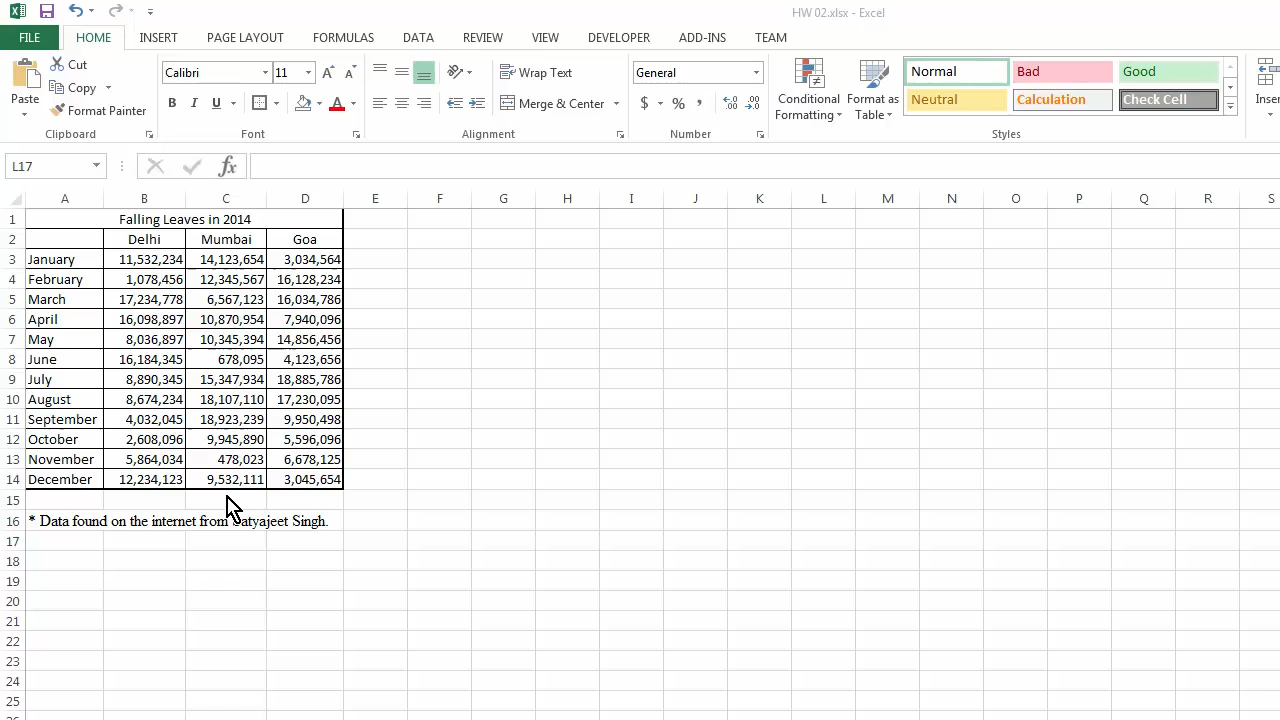 HW 02.xlsx - Excel
FILE HOME INSERT PAGE LAYOUT FORMULAS DATA REVIEW VIEW DEVELOPER ADD-INS TEAM
Paste
Cut
Copy
Format Painter
Clipboard
Calibri 11
B I U
Font
Wrap Text
Merge & Center
Alignment
General
$ % ,
Number
Conditional Formatting
Format as Table
Normal Bad Good
Neutral Calculation Check Cell
Styles
L17
fx
A B C D E F G H I J K L M N O P Q R S
1 Falling Leaves in 2014
2 Delhi Mumbai Goa
3 January 11,532,234 14,123,654 3,034,564
4 February 1,078,456 12,345,567 16,128,234
5 March 17,234,778 6,567,123 16,034,786
6 April 16,098,897 10,870,954 7,940,096
7 May 8,036,897 10,345,394 14,856,456
8 June 16,184,345 678,095 4,123,656
9 July 8,890,345 15,347,934 18,885,786
10 August 8,674,234 18,107,110 17,230,095
11 September 4,032,045 18,923,239 9,950,498
12 October 2,608,096 9,945,890 5,596,096
13 November 5,864,034 478,023 6,678,125
14 December 12,234,123 9,532,111 3,045,654
15
16 * Data found on the internet from Satyajeet Singh.
17
18
19
20
21
22
23
24
25